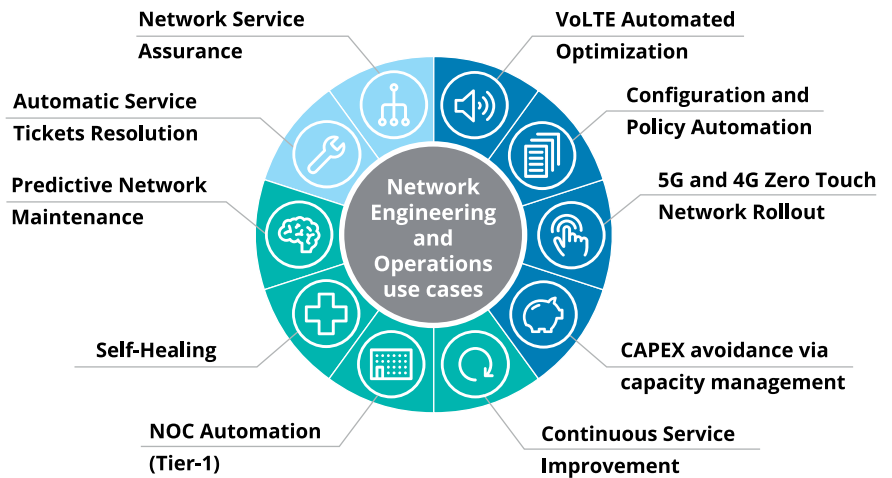 Network Service
Assurance
VoLTE Automated
Optimization
Automatic Service
Tickets Resolution
Configuration and
Policy Automation
Predictive Network
Maintenance
Network
Engineering
and
Operations
use cases
5G and 4G Zero Touch
Network Rollout
Self-Healing
CAPEX avoidance via
capacity management
NOC Automation
(Tier-1)
Continuous Service
Improvement